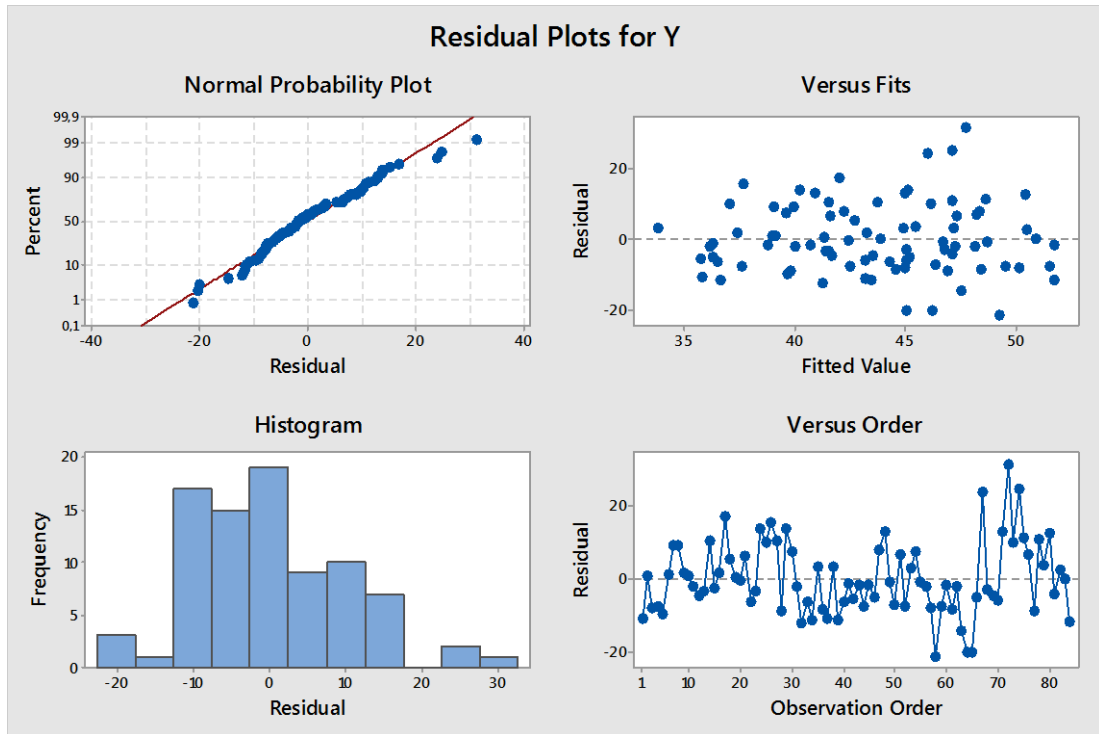 Residual Plots for Y
Normal Probability Plot
99,9
99
90
50
10
1
0,1
Percent
-40 -20 0 20 40
Residual
Versus Fits
20
0
-20
Residual
35 40 45 50
Fitted Value
Histogram
20
15
10
5
0
Frequency
-20 -10 0 10 20 30
Residual
Versus Order
20
0
-20
Residual
1 10 20 30 40 50 60 70 80
Observation Order